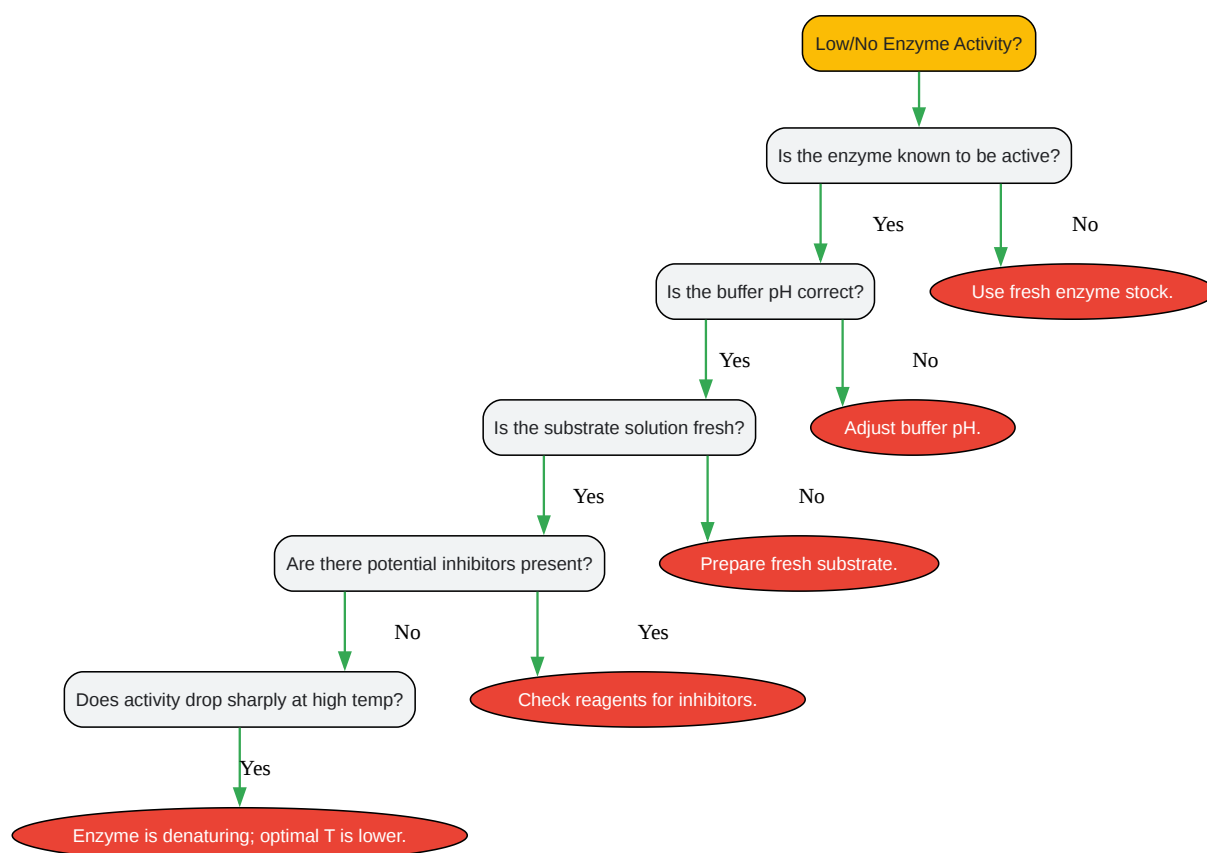 Low/No Enzyme Activity?
Is the enzyme known to be active?
Yes
No
Is the buffer pH correct?
Use fresh enzyme stock.
Yes
No
Is the substrate solution fresh?
Adjust buffer pH.
Yes
No
Are there potential inhibitors present?
Prepare fresh substrate.
No
Yes
Does activity drop sharply at high temp?
Check reagents for inhibitors.
Yes
Enzyme is denaturing; optimal T is lower.